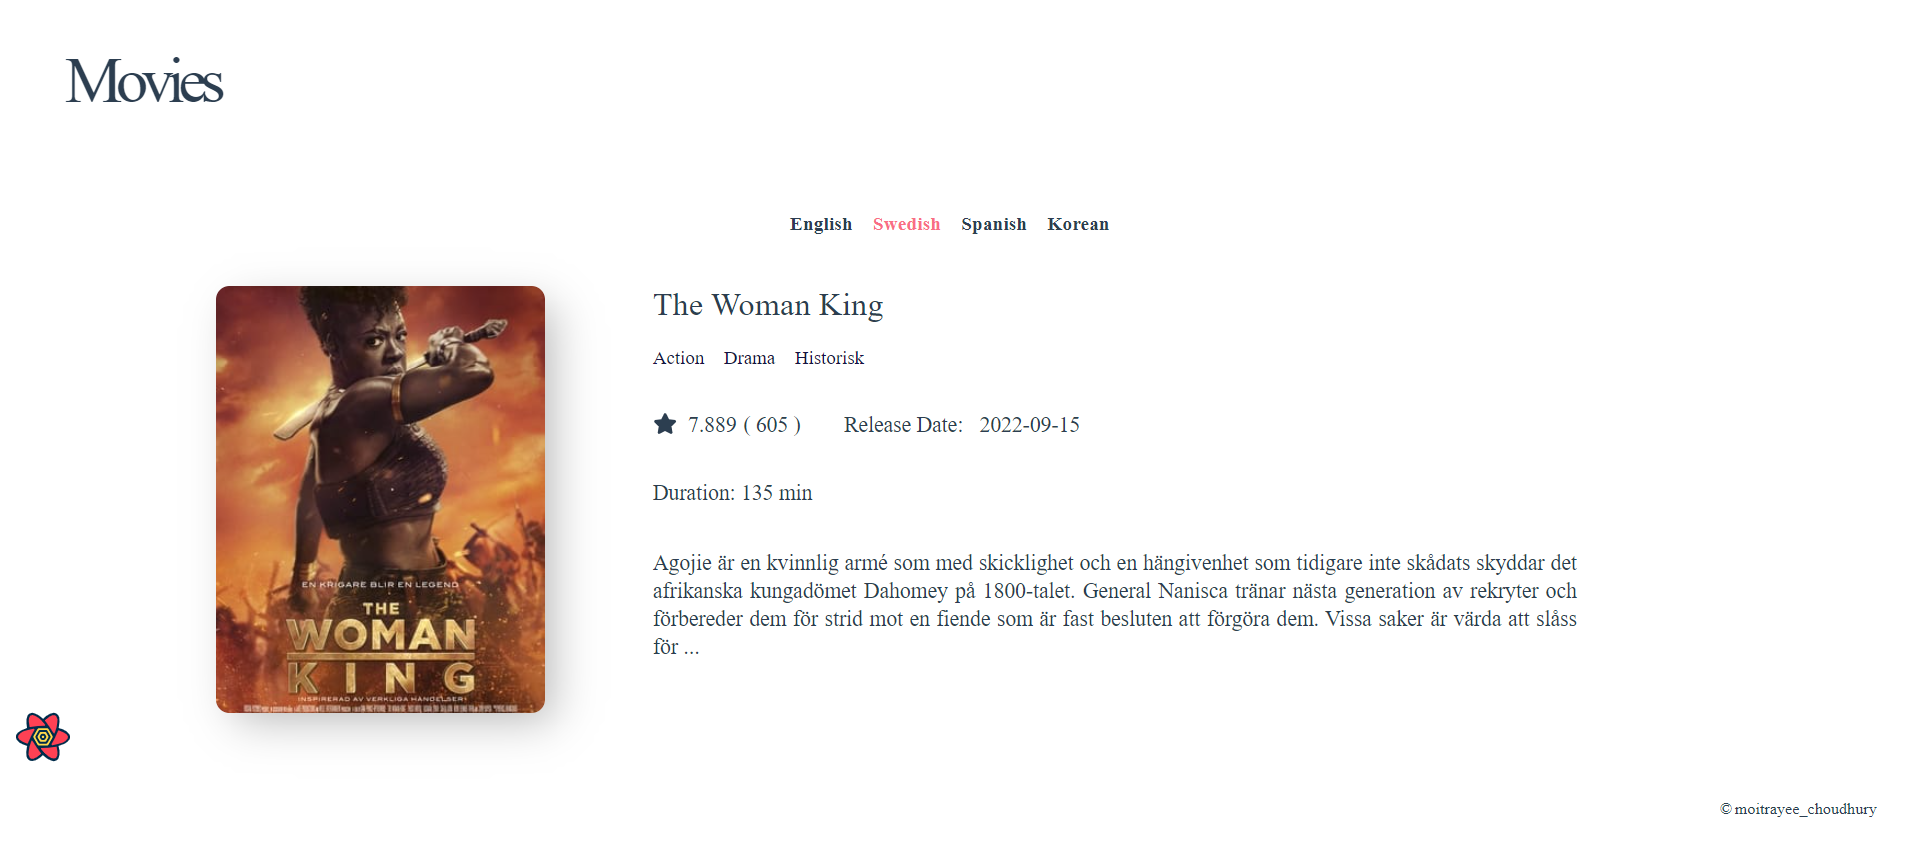 Movies
English Swedish Spanish Korean
The Woman King
Action Drama Historisk
7.889 ( 605 ) Release Date: 2022-09-15
Duration: 135 min
Agojie är en kvinnlig armé som med skicklighet och en hängivenhet som tidigare inte skådats skyddar det
afrikanska kungadömet Dahomey på 1800-talet. General Nanisca tränar nästa generation av rekryter och
förbereder dem för strid mot en fiende som är fast besluten att förgöra dem. Vissa saker är värda att slåss
för ...
EN KRIGARE BLIR EN LEGEND
THE
WOMAN
KING
INSPIRERAD AV VERKLIGA HÄNDELSER
© moitrayee_choudhury